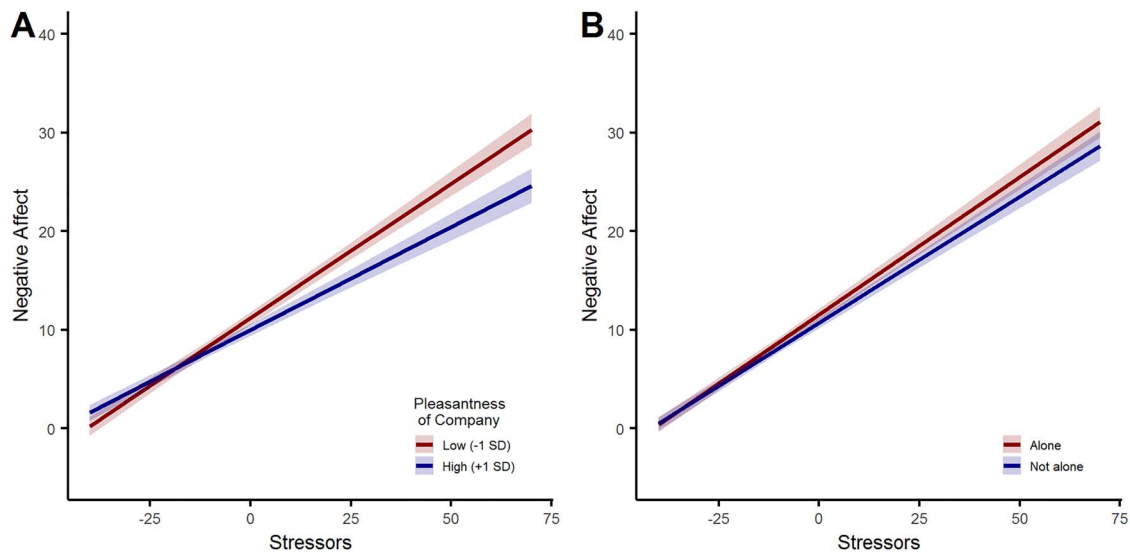 A
40
30
20
10
0
Negative Affect
-25
0
25
50
75
Stressors
Pleasantness
of Company
Low (-1 SD)
High (+1 SD)
B
40
30
20
10
0
Negative Affect
-25
0
25
50
75
Stressors
Alone
Not alone